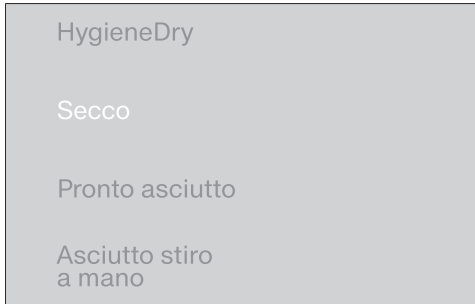 HygieneDry
Secco
Pronto asciutto
Asciutto stiro
a mano